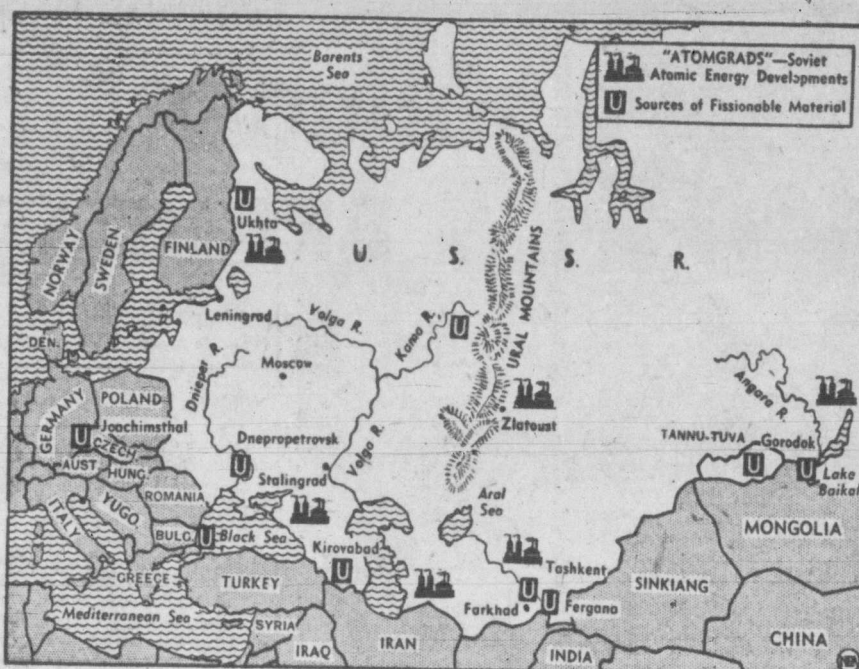 Barents
Sea
"ATOMGRADS"—Soviet
Atomic Energy Developments
U Sources of Fissionable Material
NORWAY
SWEDEN
FINLAND
U
Ukhta
U. S. S. R.
URAL MOUNTAINS
Leningrad
Volga R.
Kama R.
U
DEN.
Dnieper R.
Moscow
Angara R.
GERMANY
POLAND
Joachimsthal
U
CZECH.
Zlatoust
TANNU-TUVA
Gorodok
U
U
Lake
Baikal
AUST.
HUNG.
Dnepropetrovsk
U
Volga R.
Stalingrad
ROMANIA
Aral
Sea
MONGOLIA
ITALY
YUGO.
BULG.
U
Black Sea
Kirovabad
U
Tashkent
U
SINKIANG
GREECE
TURKEY
Farkhad
U
Fergana
Mediterranean Sea
SYRIA
IRAQ
IRAN
INDIA
CHINA